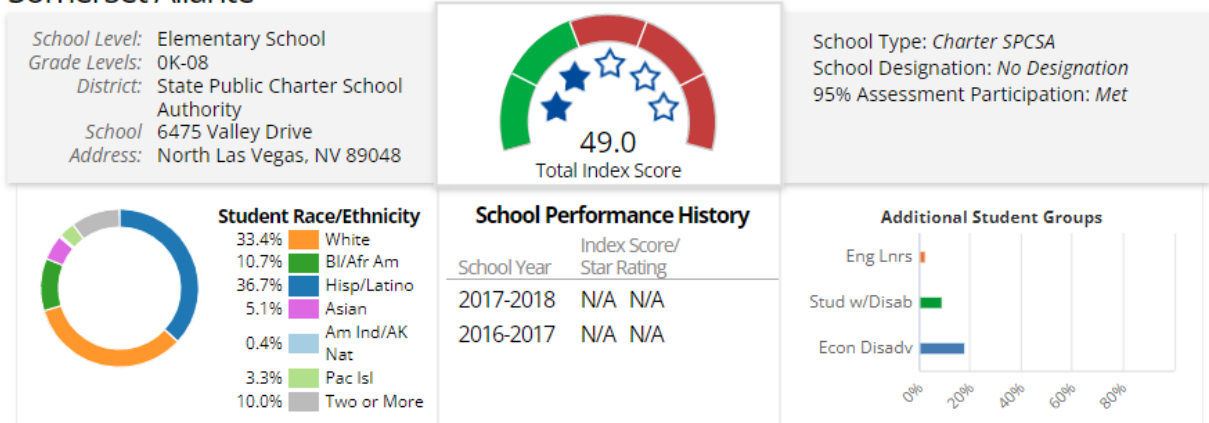 School Level: Elementary School
Grade Levels: 0K-08
District: State Public Charter School
Authority
School 6475 Valley Drive
Address: North Las Vegas, NV 89048
49.0
Total Index Score
School Type: Charter SPCSA
School Designation: No Designation
95% Assessment Participation: Met
Student Race/Ethnicity
33.4% White
10.7% Bl/Afr Am
36.7% Hisp/Latino
5.1% Asian
0.4% Am Ind/AK
Nat
3.3% Pac Isl
10.0% Two or More
School Performance History
Index Score/
School Year Star Rating
2017-2018 N/A N/A
2016-2017 N/A N/A
Additional Student Groups
Eng Lnrs
Stud w/Disab
Econ Disadv
0% 20% 40% 60% 80%